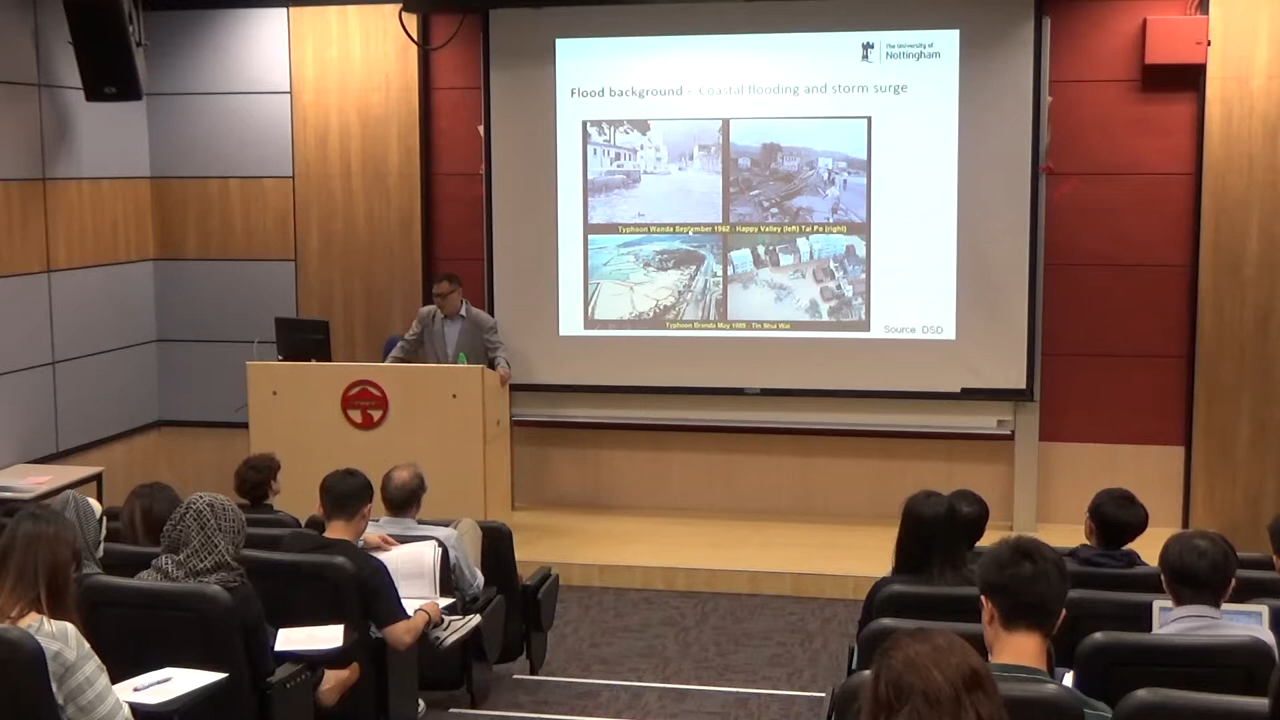 The University of
Nottingham
Flood background - Coastal flooding and storm surge
Typhoon Wanda September 1962 - Happy Valley (left) Tai Po (right)
Typhoon Brenda May 1989 - Tin Shui Wai
Source DSD